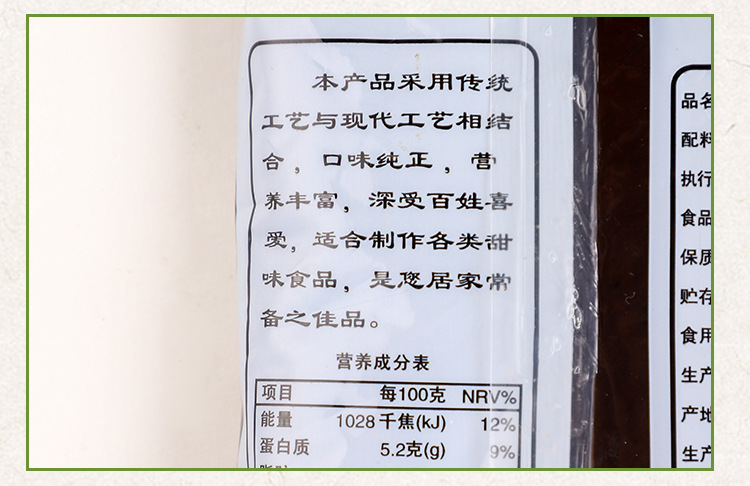 本产品采用传统
工艺与现代工艺相结
合，口味纯正，营
养丰富，深受百姓喜
爱，适合制作各类甜
味食品，是您居家常
备之佳品。
营养成分表
项目 每100克 NRV%
能量 1028千焦(kJ) 12%
蛋白质 5.2克(g) 9%
品名
配料
执行
食品
保质
贮存
食用
生产
产地
生产